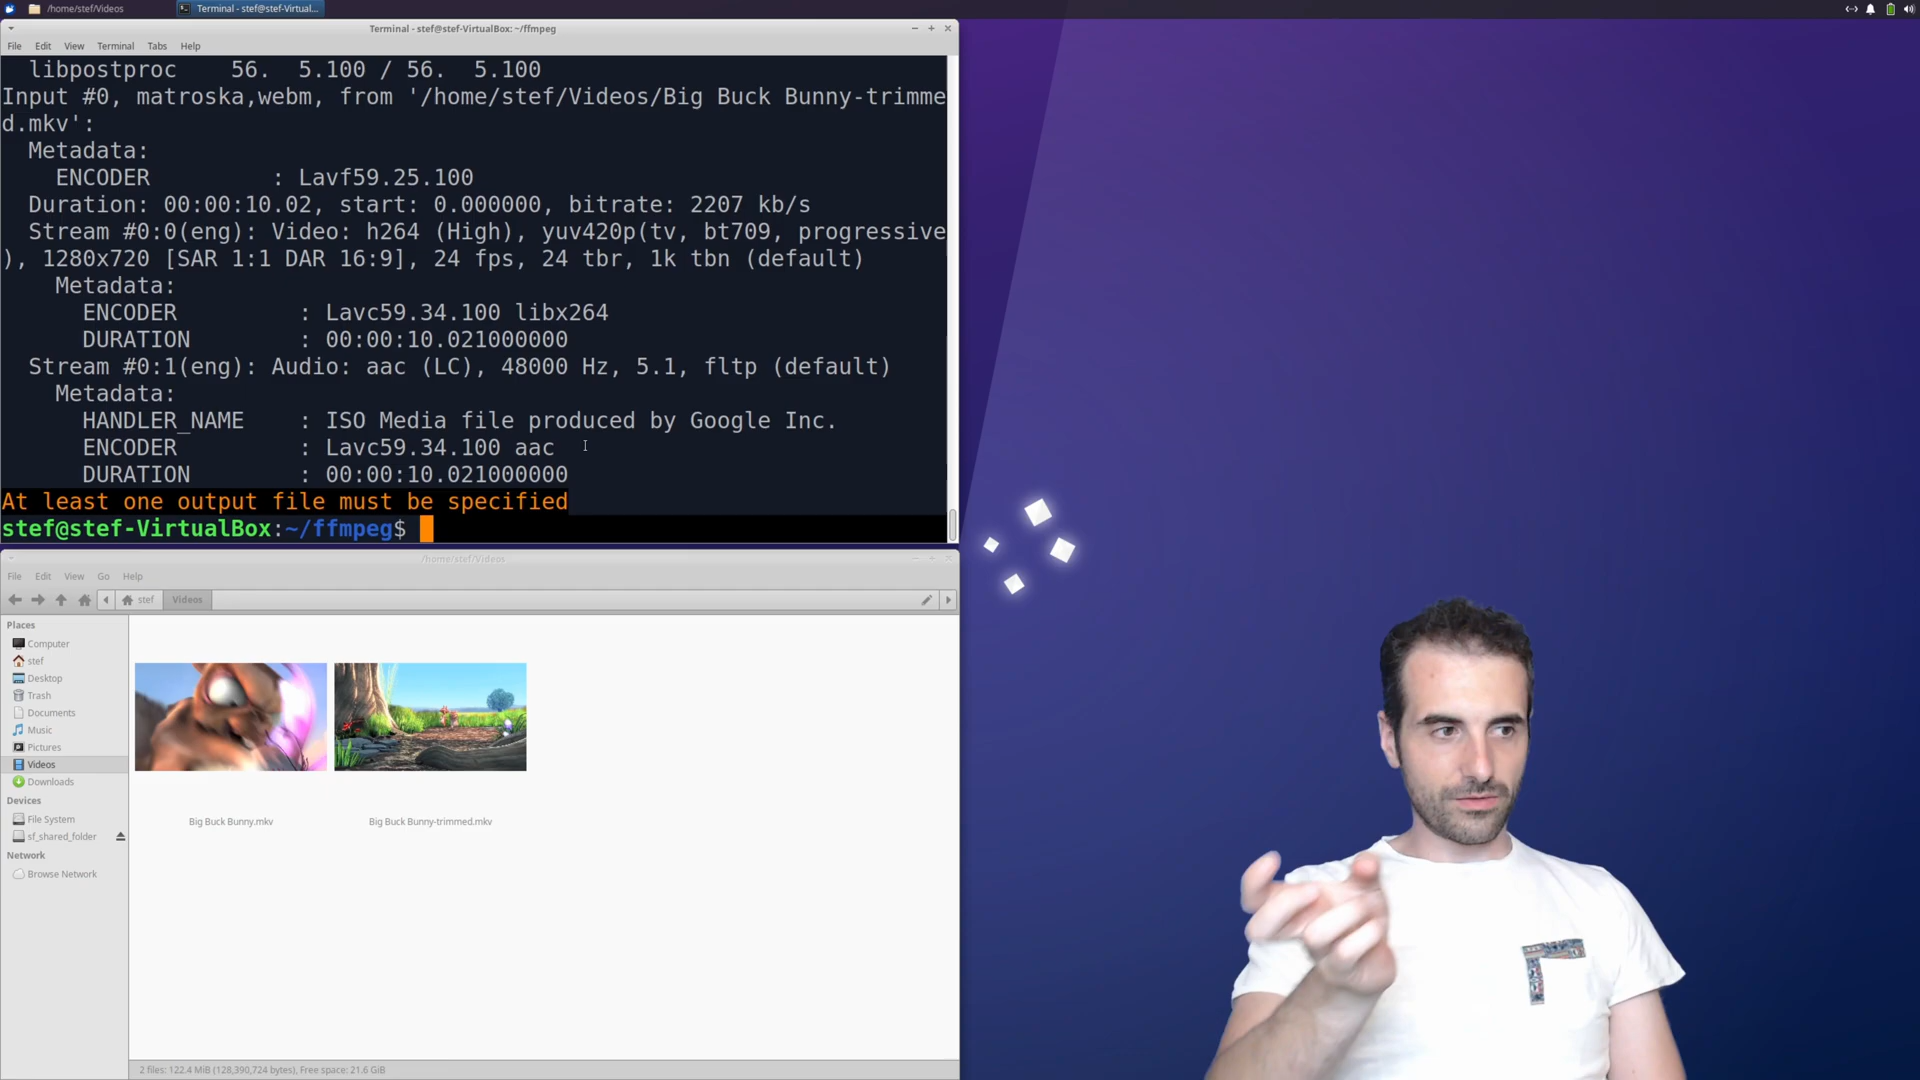 /home/stef/Videos
Terminal - stef@stef-Virtual...
Terminal - stef@stef-VirtualBox: ~/ffmpeg
File Edit View Terminal Tabs Help
libpostproc 56. 5.100 / 56. 5.100
Input #0, matroska,webm, from '/home/stef/Videos/Big Buck Bunny-trimme
d.mkv':
Metadata:
ENCODER : Lavf59.25.100
Duration: 00:00:10.02, start: 0.000000, bitrate: 2207 kb/s
Stream #0:0(eng): Video: h264 (High), yuv420p(tv, bt709, progressive
), 1280x720 [SAR 1:1 DAR 16:9], 24 fps, 24 tbr, 1k tbn (default)
Metadata:
ENCODER : Lavc59.34.100 libx264
DURATION : 00:00:10.021000000
Stream #0:1(eng): Audio: aac (LC), 48000 Hz, 5.1, fltp (default)
Metadata:
HANDLER_NAME : ISO Media file produced by Google Inc.
ENCODER : Lavc59.34.100 aac
DURATION : 00:00:10.021000000
At least one output file must be specified
stef@stef-VirtualBox:~/ffmpeg$
/home/stef/Videos
File Edit View Go Help
stef Videos
Places
Computer
stef
Desktop
Trash
Documents
Music
Pictures
Videos
Downloads
Devices
File System
sf_shared_folder
Network
Browse Network
Big Buck Bunny.mkv
Big Buck Bunny-trimmed.mkv
2 files: 122.4 MiB (128,390,724 bytes), Free space: 21.6 GiB